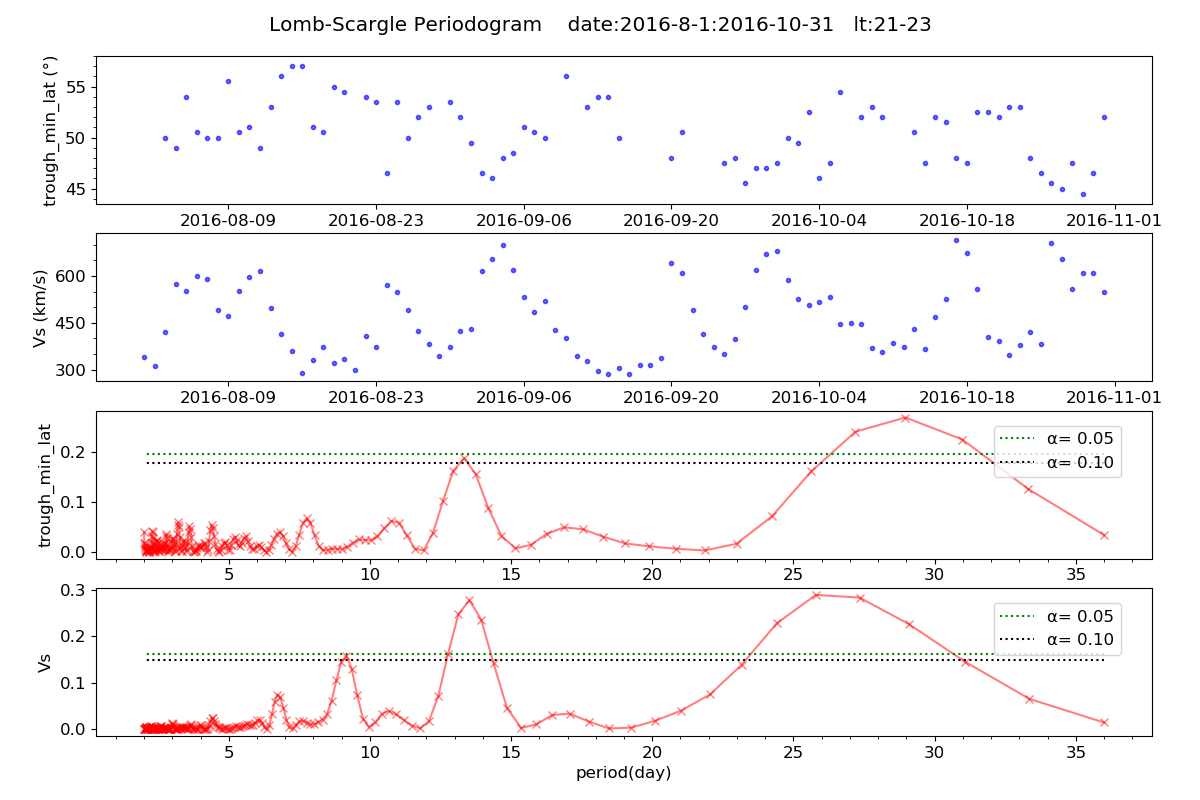 Lomb-Scargle Periodogram    date:2016-8-1:2016-10-31   lt:21-23
trough_min_lat (°)
55
50
45
2016-08-09 2016-08-23 2016-09-06 2016-09-20 2016-10-04 2016-10-18 2016-11-01
Vs (km/s)
600
450
300
2016-08-09 2016-08-23 2016-09-06 2016-09-20 2016-10-04 2016-10-18 2016-11-01
trough_min_lat
0.2
0.1
0.0
α= 0.05
α= 0.10
5 10 15 20 25 30 35
Vs
0.3
0.2
0.1
0.0
α= 0.05
α= 0.10
5 10 15 20 25 30 35
period(day)